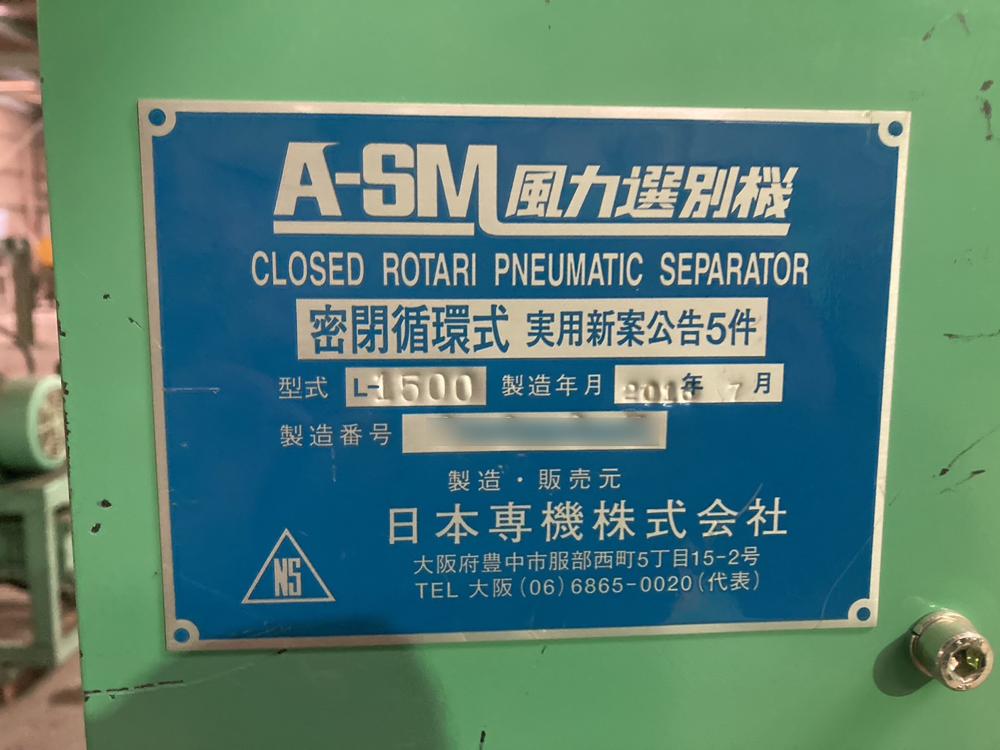 A-SM 風力選別機
CLOSED ROTARI PNEUMATIC SEPARATOR
密閉循環式 実用新案公告5件
型式 L-1500 製造年月 年 7月
製造番号
製造・販売元
日本専機株式会社
NS
大阪府豊中市服部西町5丁目15-2号
TEL 大阪(06)6865-0020(代表)